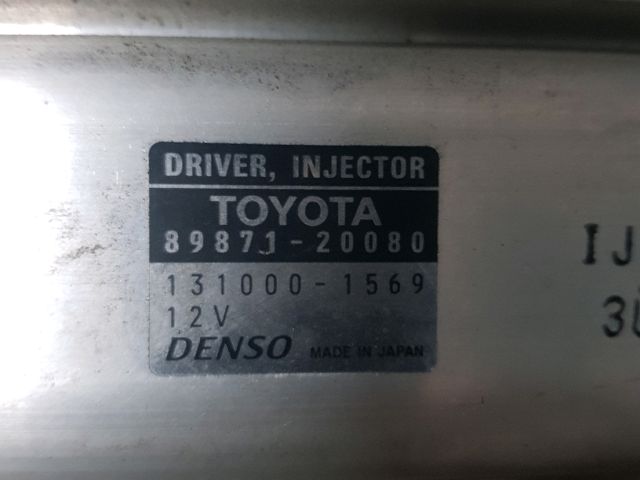 DRIVER, INJECTOR
TOYOTA
89871-20080
131000-1569
12V
DENSO MADE IN JAPAN
IJ